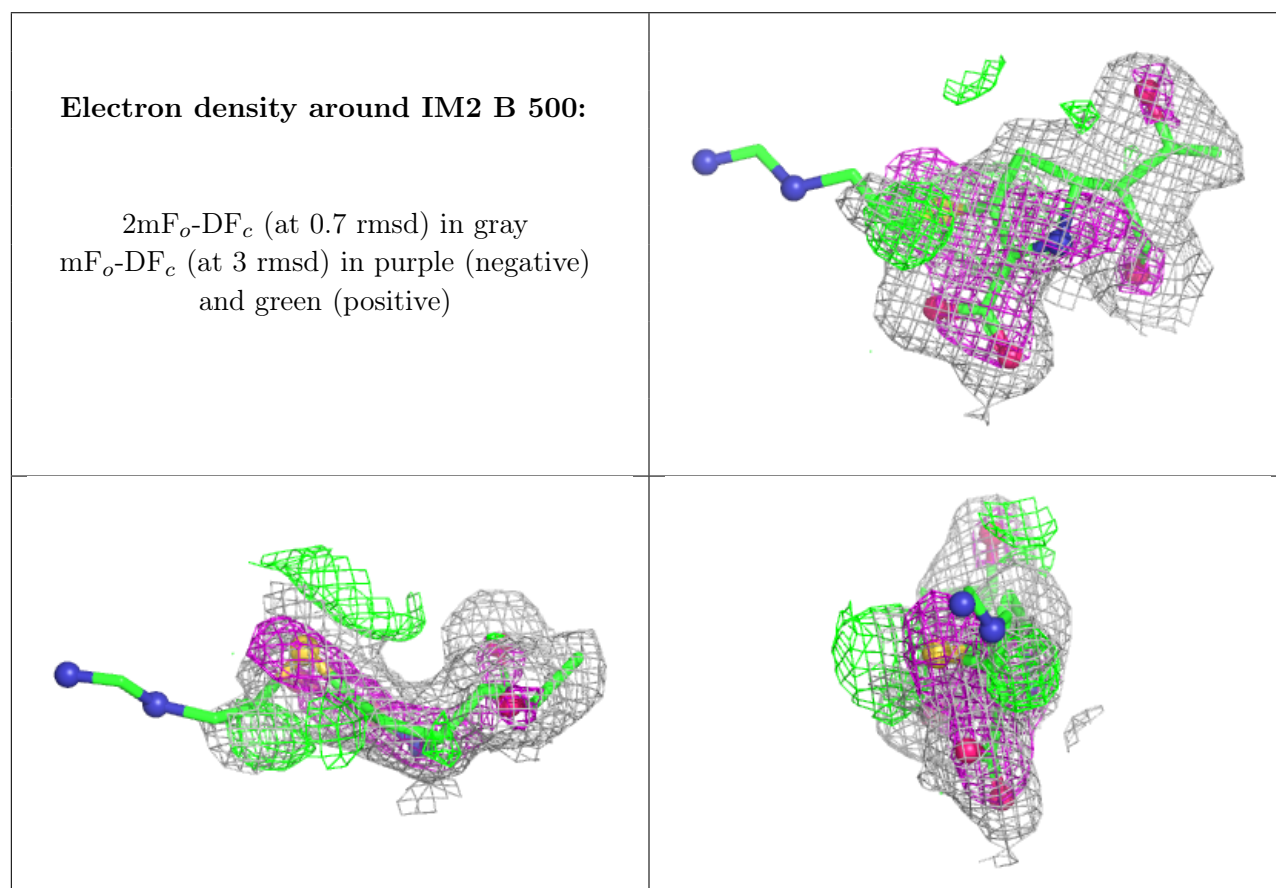 Electron density around IM2 B 500:
2mFo-DFc (at 0.7 rmsd) in gray
mFo-DFc (at 3 rmsd) in purple (negative)
and green (positive)